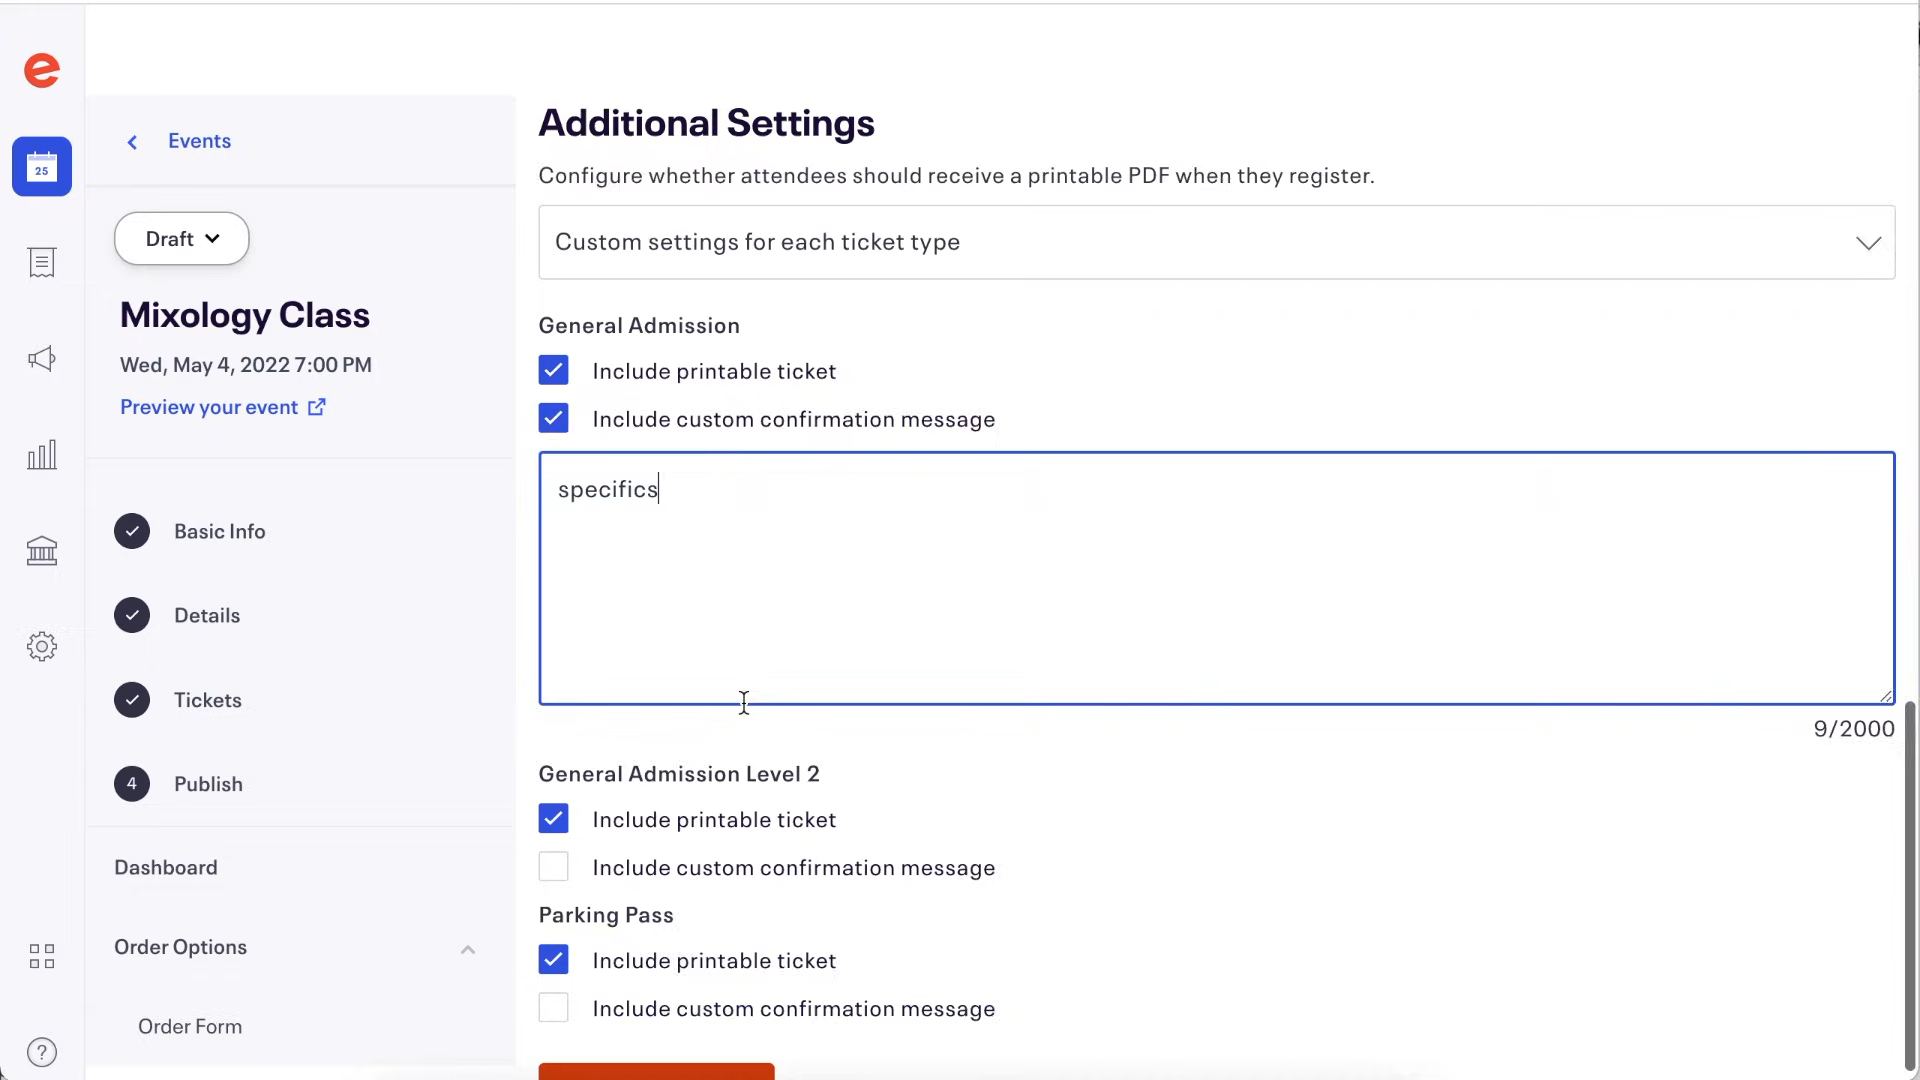 25
Events
Draft
Mixology Class
Wed, May 4, 2022 7:00 PM
Preview your event
Basic Info
Details
Tickets
4 Publish
Dashboard
Order Options
Order Form
?
Additional Settings
Configure whether attendees should receive a printable PDF when they register.
Custom settings for each ticket type
General Admission
Include printable ticket
Include custom confirmation message
specifics
9/2000
General Admission Level 2
Include printable ticket
Include custom confirmation message
Parking Pass
Include printable ticket
Include custom confirmation message